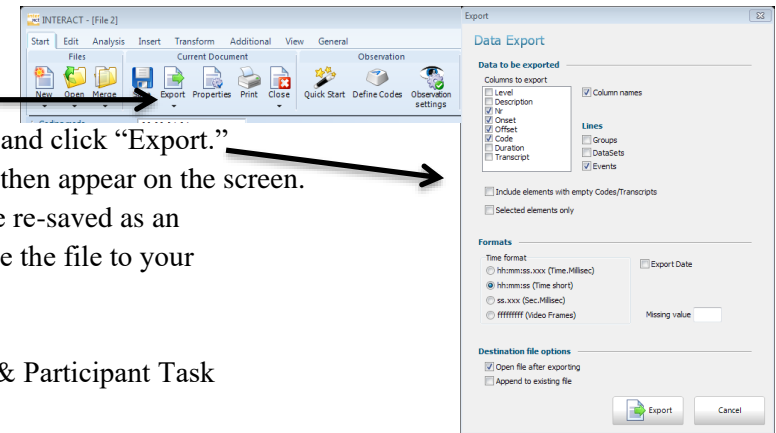 INTERACT - [File 2]
Start Edit Analysis Insert Transform Additional View General
Files Current Document Observation
New Open Merge Export Properties Print Close Quick Start Define Codes Observation settings
and click “Export.”
then appear on the screen.
e re-saved as an
e the file to your
& Participant Task
Export
Data Export
Data to be exported
Columns to export
Level
Description
Nr
Onset
Offset
Code
Duration
Transcript
Column names
Lines
Groups
DataSets
Events
Include elements with empty Codes/Transcripts
Selected elements only
Formats
Time format
hh:mm:ss.xxx (Time.Millisec)
hh:mm:ss (Time short)
ss.xxx (Sec.Millisec)
fffffffff (Video Frames)
Export Date
Missing value
Destination file options
Open file after exporting
Append to existing file
Export Cancel